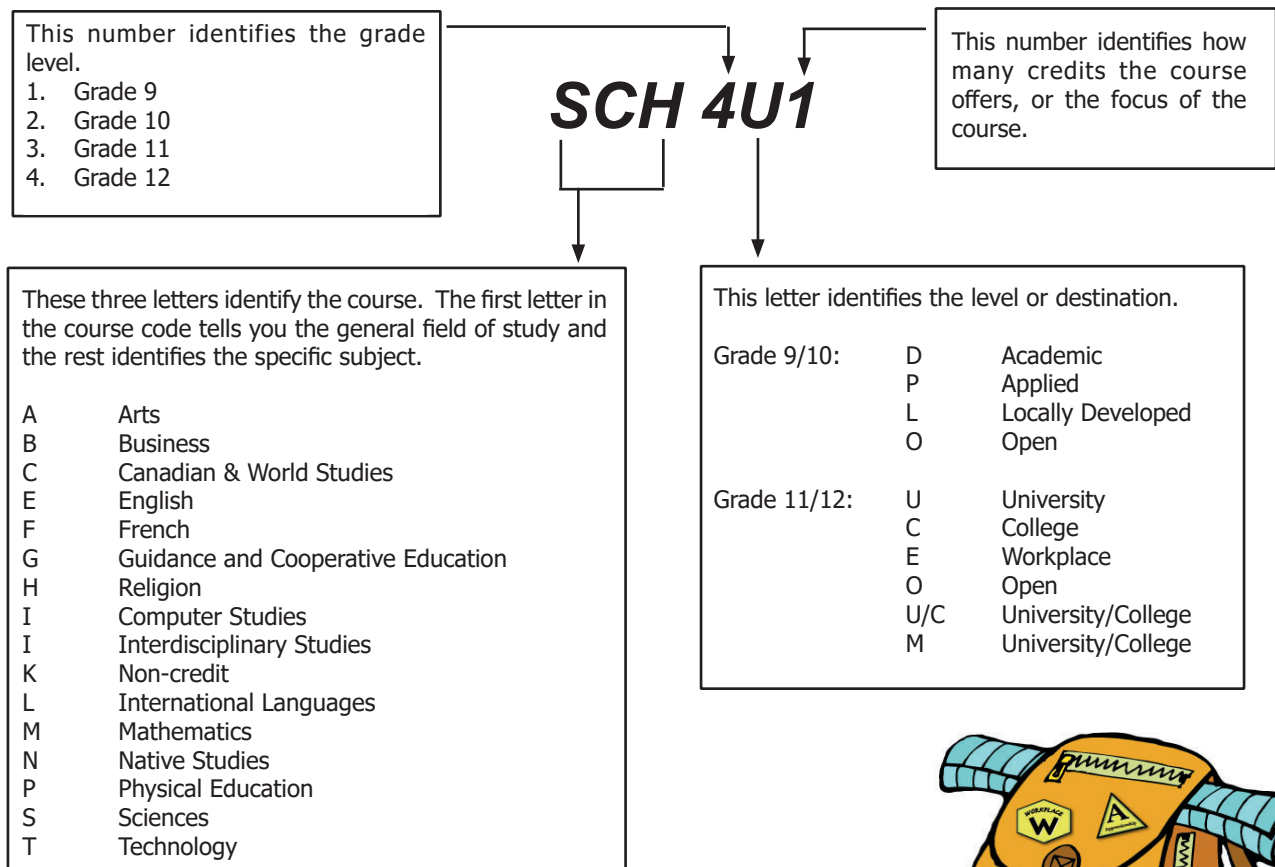 This number identifies the grade
level.
1. Grade 9
2. Grade 10
3. Grade 11
4. Grade 12
SCH 4U1
This number identifies how
many credits the course
offers, or the focus of the
course.
These three letters identify the course. The first letter in
the course code tells you the general field of study and
the rest identifies the specific subject.
A Arts
B Business
C Canadian & World Studies
E English
F French
G Guidance and Cooperative Education
H Religion
I Computer Studies
I Interdisciplinary Studies
K Non-credit
L International Languages
M Mathematics
N Native Studies
P Physical Education
S Sciences
T Technology
This letter identifies the level or destination.
Grade 9/10: D Academic
P Applied
L Locally Developed
O Open
Grade 11/12: U University
C College
E Workplace
O Open
U/C University/College
M University/College
WORKPLACE
W
A
Apprenticeship